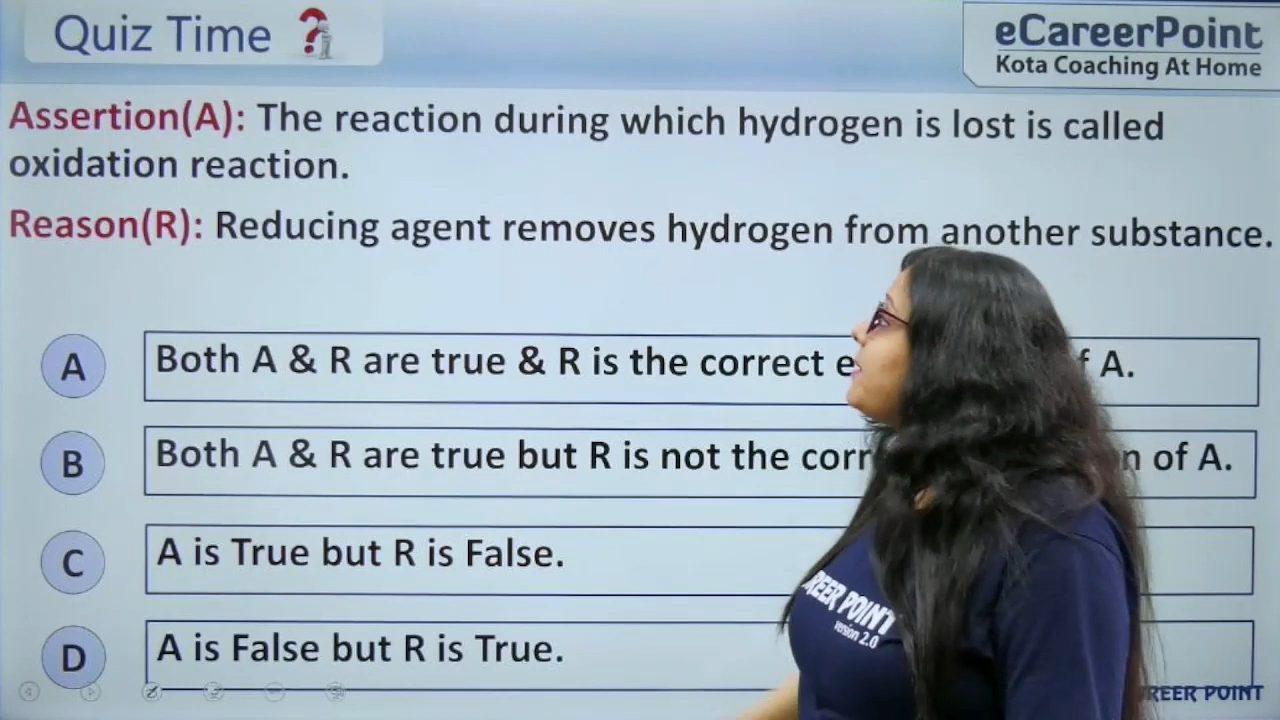 Quiz Time
eCareerPoint
Kota Coaching At Home
Assertion(A): The reaction during which hydrogen is lost is called
oxidation reaction.
Reason(R): Reducing agent removes hydrogen from another substance.
A Both A & R are true & R is the correct A.
B Both A & R are true but R is not the of A.
C A is True but R is False.
D A is False but R is True.
REER POINT
version 2.0
REER POINT